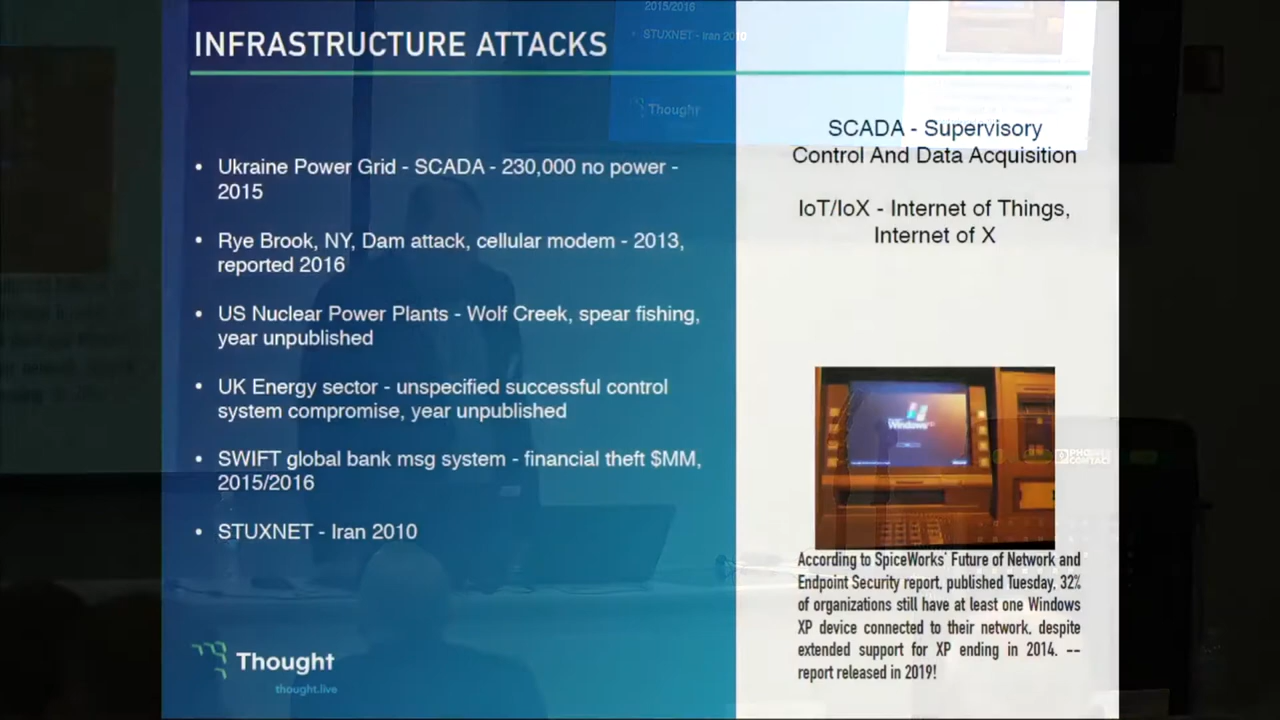 INFRASTRUCTURE ATTACKS
• Ukraine Power Grid - SCADA - 230,000 no power -
2015
• Rye Brook, NY, Dam attack, cellular modem - 2013,
reported 2016
• US Nuclear Power Plants - Wolf Creek, spear fishing,
year unpublished
• UK Energy sector - unspecified successful control
system compromise, year unpublished
• SWIFT global bank msg system - financial theft $MM,
2015/2016
• STUXNET - Iran 2010
Thought
thought.live
2015/2016
• STUXNET - Iran 2010
Thought
SCADA - Supervisory
Control And Data Acquisition
IoT/IoX - Internet of Things,
Internet of X
Windows
According to SpiceWorks' Future of Network and
Endpoint Security report, published Tuesday, 32%
of organizations still have at least one Windows
XP device connected to their network, despite
extended support for XP ending in 2014. --
report released in 2019!